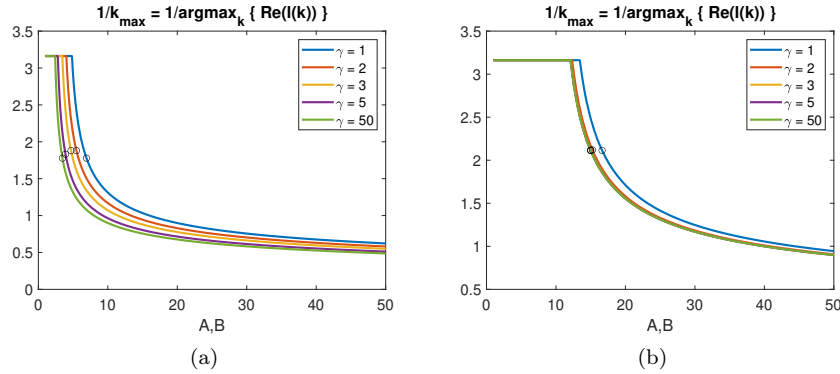 1/k_max = 1/argmax_k { Re(l(k)) }
3.5
3
2.5
2
1.5
1
0.5
0
0 10 20 30 40 50
A,B
γ = 1
γ = 2
γ = 3
γ = 5
γ = 50
(a)
1/k_max = 1/argmax_k { Re(l(k)) }
3.5
3
2.5
2
1.5
1
0.5
0 10 20 30 40 50
A,B
γ = 1
γ = 2
γ = 3
γ = 5
γ = 50
(b)